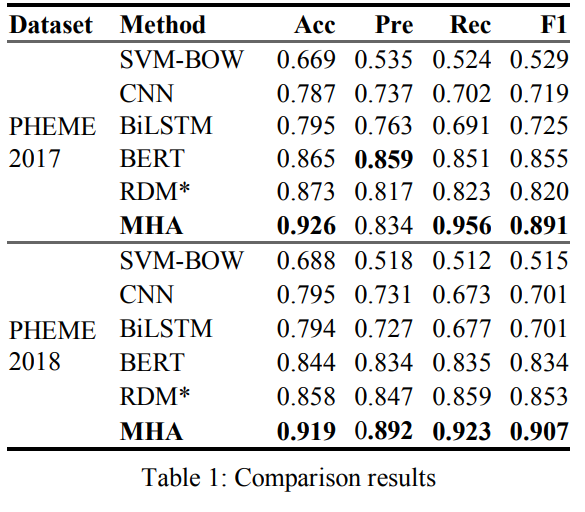 Dataset Method Acc Pre Rec F1
SVM-BOW 0.669 0.535 0.524 0.529
CNN 0.787 0.737 0.702 0.719
PHEME BiLSTM 0.795 0.763 0.691 0.725
2017 BERT 0.865 0.859 0.851 0.855
RDM* 0.873 0.817 0.823 0.820
MHA 0.926 0.834 0.956 0.891
SVM-BOW 0.688 0.518 0.512 0.515
CNN 0.795 0.731 0.673 0.701
PHEME BiLSTM 0.794 0.727 0.677 0.701
2018 BERT 0.844 0.834 0.835 0.834
RDM* 0.858 0.847 0.859 0.853
MHA 0.919 0.892 0.923 0.907
Table 1: Comparison results